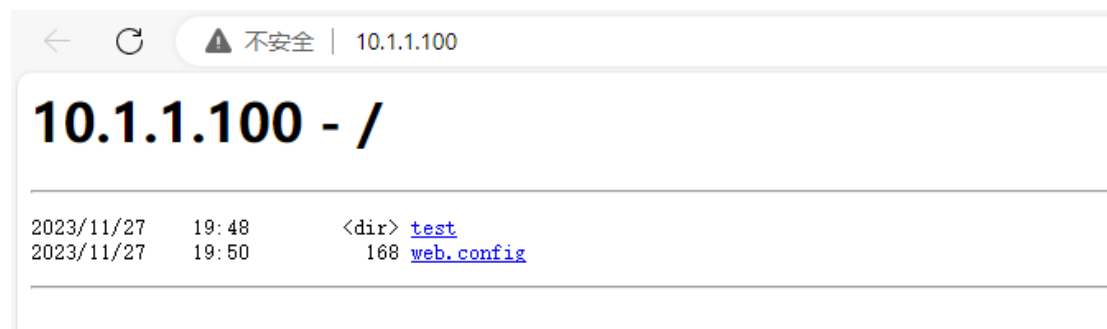 不安全 | 10.1.1.100
10.1.1.100 - /
2023/11/27 19:48 <dir> test
2023/11/27 19:50 168 web.config